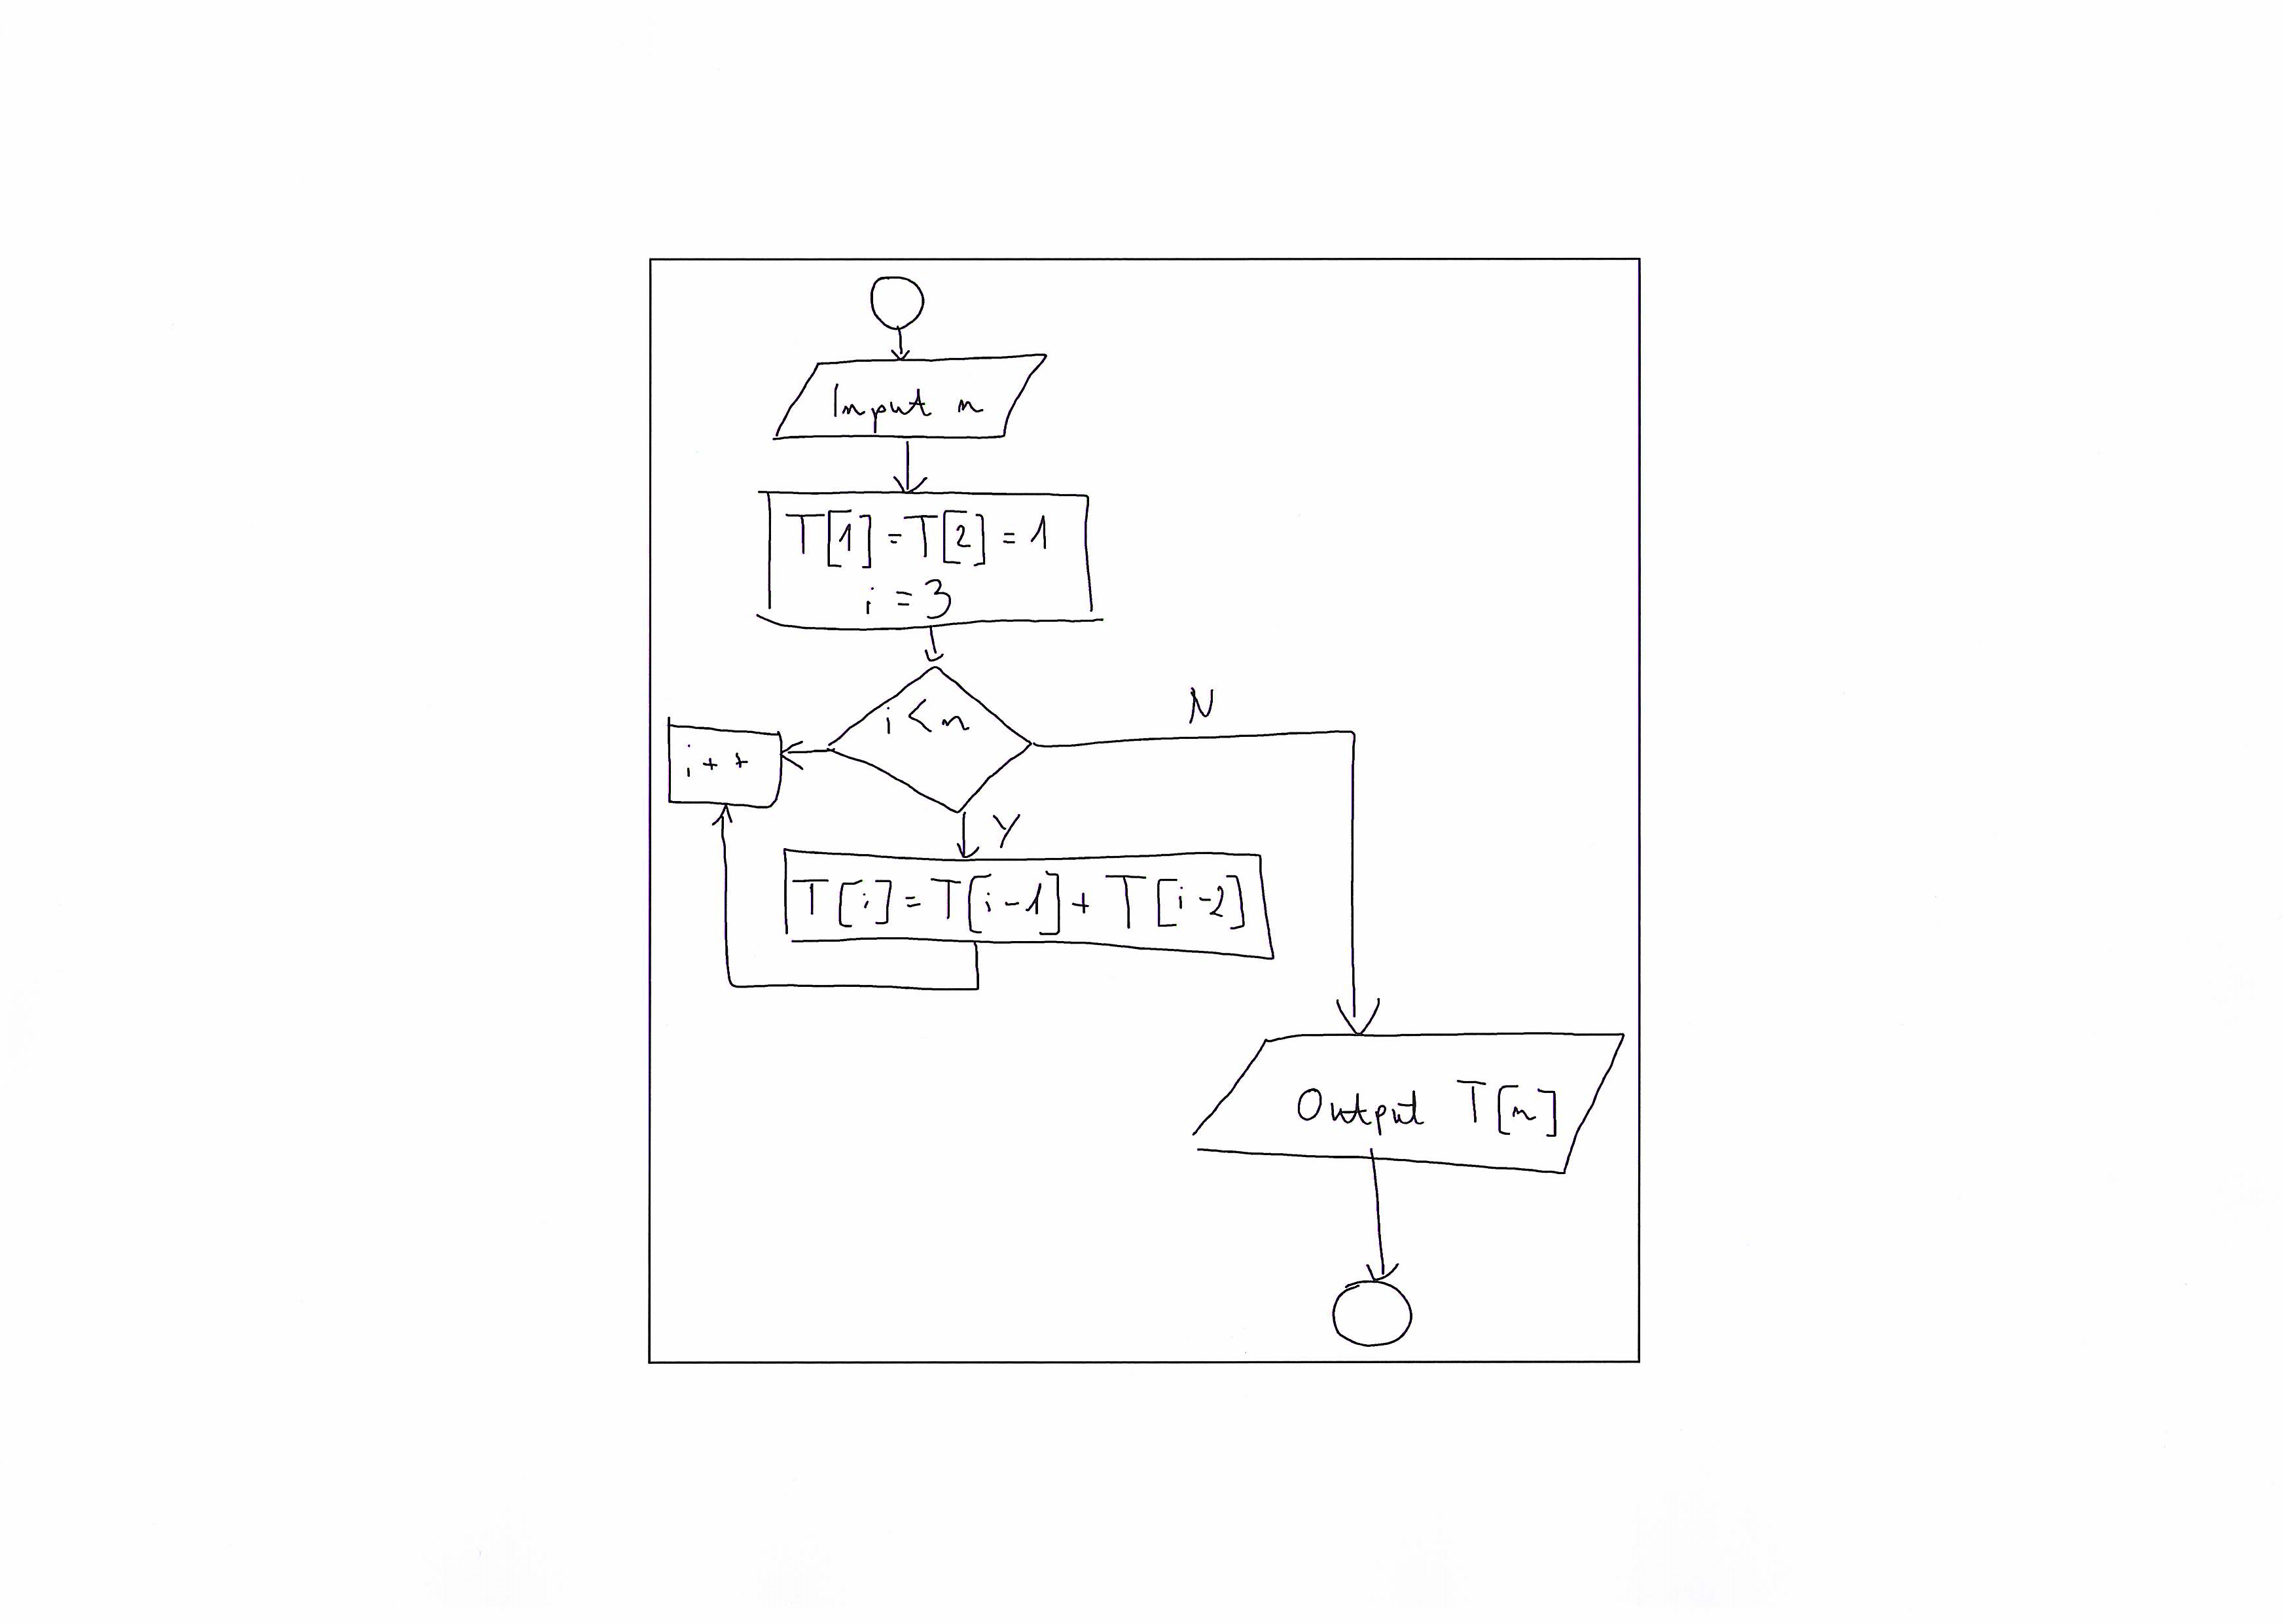 Input n
T[1] = T[2] = 1
i = 3
i < n
N
i + +
Y
T[i] = T[i-1] + T[i-2]
Output T[n]